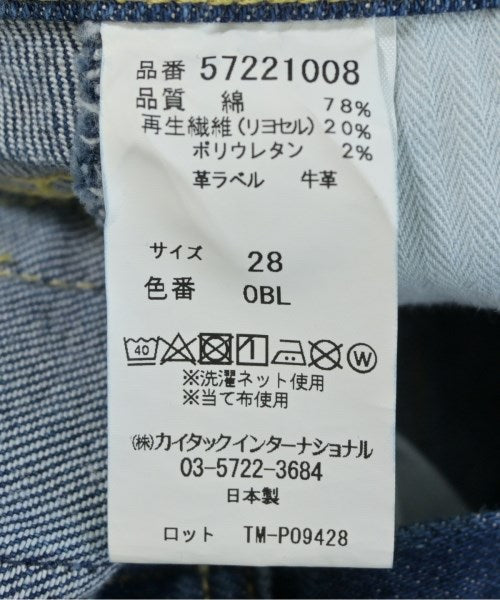 品番 57221008
品質 綿 78%
再生繊維(リヨセル) 20%
ポリウレタン 2%
革ラベル 牛革
サイズ 28
色番 0BL
40 W
※洗濯ネット使用
※当て布使用
㈱カイタックインターナショナル
03-5722-3684
日本製
ロット TM-P09428